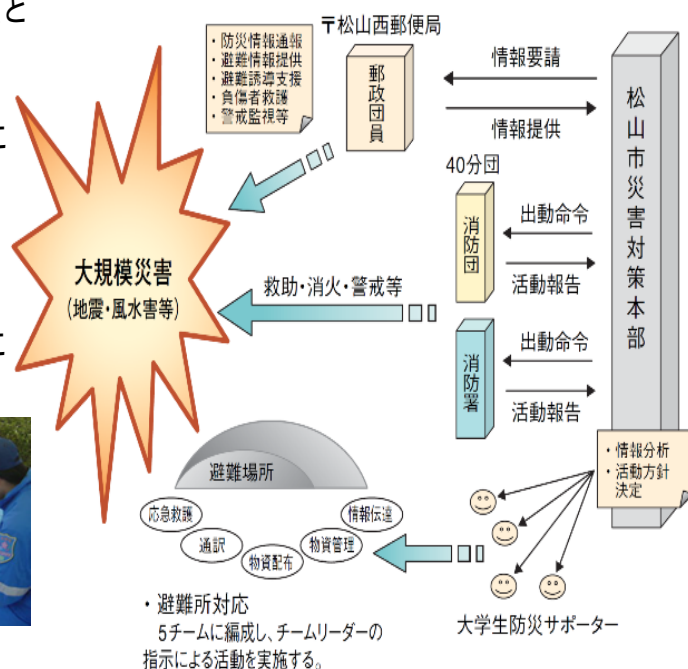 と
に
に
〒松山西郵便局
・防災情報通報
・避難情報提供
・避難誘導支援
・負傷者救護
・警戒監視等
郵政団員
情報要請
情報提供
松山市災害対策本部
40分団
消防団
出動命令
活動報告
大規模災害
(地震・風水害等)
救助・消火・警戒等
消防署
出動命令
活動報告
・情報分析
・活動方針
決定
避難場所
応急救護
通訳
物資配布
物資管理
情報伝達
大学生防災サポーター
・避難所対応
5チームに編成し、チームリーダーの
指示による活動を実施する。